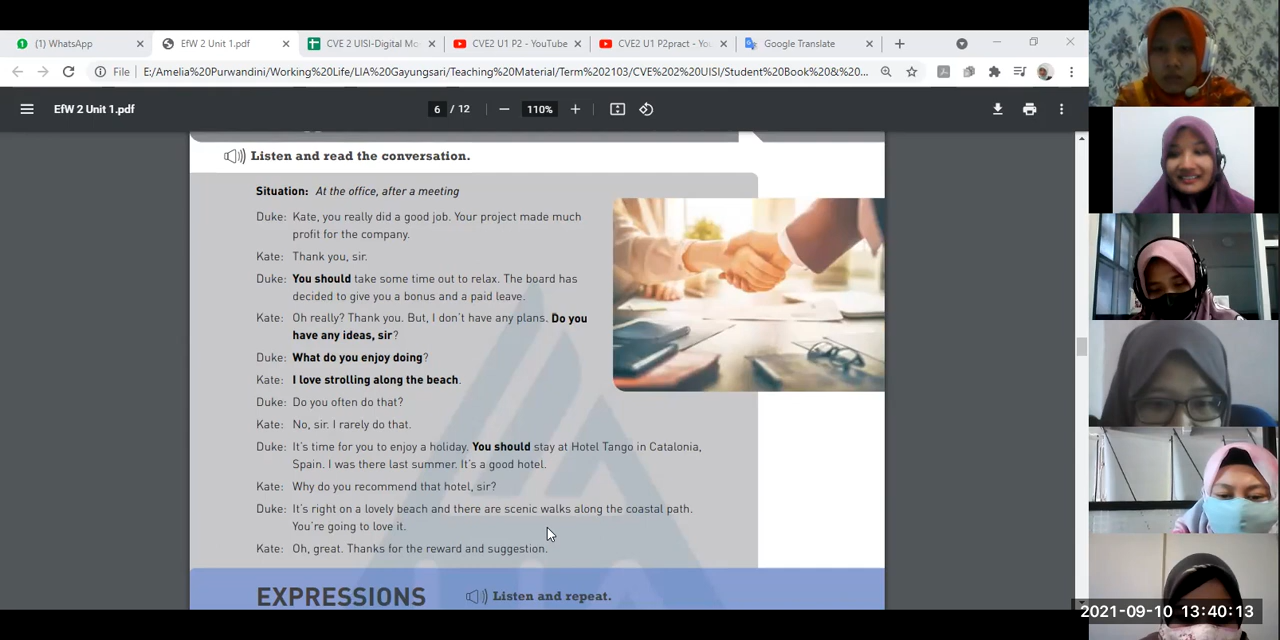 (1) WhatsApp
EfW 2 Unit 1.pdf
CVE 2 UISI-Digital Mo
CVE2 U1 P2 - YouTube
CVE2 U1 P2pract - You
Google Translate
File
E:/Amelia%20Purwandini/Working%20Life/LIA%20Gayungsari/Teaching%20Material/Term%202103/CVE%202%20UISI/Student%20Book%20&%20...
EfW 2 Unit 1.pdf
6 / 12
110%
Listen and read the conversation.
Situation: At the office, after a meeting
Duke: Kate, you really did a good job. Your project made much
profit for the company.
Kate: Thank you, sir.
Duke: You should take some time out to relax. The board has
decided to give you a bonus and a paid leave.
Kate: Oh really? Thank you. But, I don't have any plans. Do you
have any ideas, sir?
Duke: What do you enjoy doing?
Kate: I love strolling along the beach.
Duke: Do you often do that?
Kate: No, sir. I rarely do that.
Duke: It's time for you to enjoy a holiday. You should stay at Hotel Tango in Catalonia,
Spain. I was there last summer. It's a good hotel.
Kate: Why do you recommend that hotel, sir?
Duke: It's right on a lovely beach and there are scenic walks along the coastal path.
You're going to love it.
Kate: Oh, great. Thanks for the reward and suggestion.
EXPRESSIONS
Listen and repeat.
2021-09-10 13:40:13